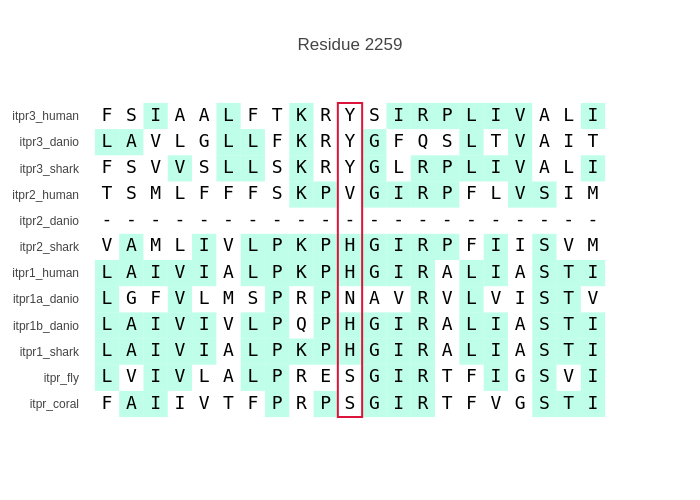 Residue 2259
itpr3_human F S I A A L F T K R Y S I R P L I V A L I
itpr3_danio L A V L G L L F K R Y G F Q S L T V A I T
itpr3_shark F S V V S L L S K R Y G L R P L I V A L I
itpr2_human T S M L F F F S K P V G I R P F L V S I M
itpr2_danio - - - - - - - - - - - - - - - - - - - - -
itpr2_shark V A M L I V L P K P H G I R P F I I S V M
itpr1_human L A I V I A L P K P H G I R A L I A S T I
itpr1a_danio L G F V L M S P R P N A V R V L V I S T V
itpr1b_danio L A I V I V L P Q P H G I R A L I A S T I
itpr1_shark L A I V I A L P K P H G I R A L I A S T I
itpr_fly L V I V L A L P R E S G I R T F I G S V I
itpr_coral F A I I V T F P R P S G I R T F V G S T I